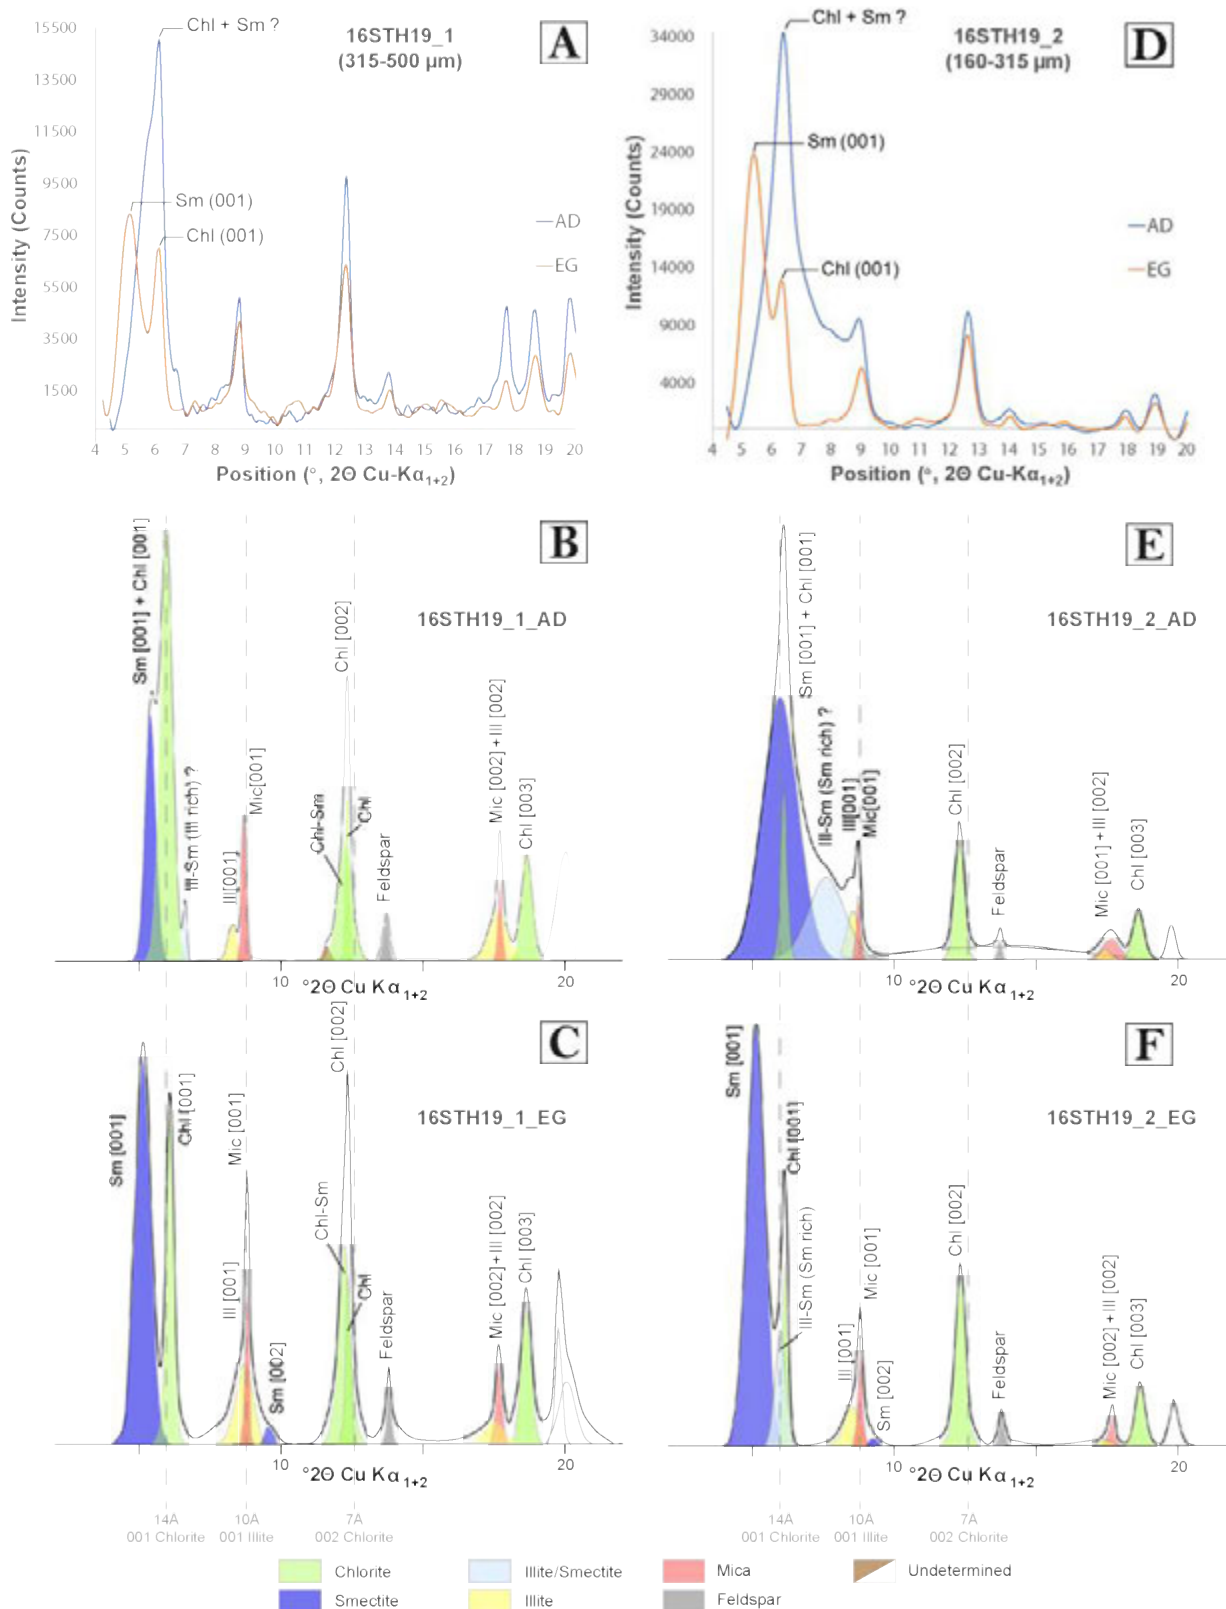 16STH19_1
(315-500 µm)
A
Chl + Sm ?
Sm (001)
Chl (001)
AD
EG
Intensity (Counts)
15500
13500
11500
9500
7500
5500
3500
1500
4 5 6 7 8 9 10 11 12 13 14 15 16 17 18 19 20
Position (°, 2Θ Cu-Kα1+2)
16STH19_2
(160-315 µm)
D
Chl + Sm ?
Sm (001)
Chl (001)
AD
EG
Intensity (Counts)
34000
29000
24000
19000
14000
9000
4000
4 5 6 7 8 9 10 11 12 13 14 15 16 17 18 19 20
Position (°, 2Θ Cu-Kα1+2)
B
16STH19_1_AD
Sm [001] + Chl [001]
Ill-Sm (Ill rich) ?
Ill[001]
Mic[001]
Chl-Sm
Chl [002]
Chl
Feldspar
Mic [002] + Ill [002]
Chl [003]
10 20
°2Θ Cu Kα1+2
E
16STH19_2_AD
Sm [001] + Chl [001]
Ill-Sm (Sm rich) ?
Ill[001]
Mic[001]
Chl [002]
Feldspar
Mic [001] + Ill [002]
Chl [003]
10 20
°2Θ Cu Kα1+2
C
16STH19_1_EG
Sm [001]
Chl [001]
Ill [001]
Mic [001]
Sm [002]
Chl-Sm
Chl [002]
Chl
Feldspar
Mic [002] + Ill [002]
Chl [003]
10 20
°2Θ Cu Kα1+2
F
16STH19_2_EG
Sm [001]
Chl [001]
Ill-Sm (Sm rich)
Ill [001]
Mic [001]
Sm [002]
Chl [002]
Feldspar
Mic [002] + Ill [002]
Chl [003]
10 20
°2Θ Cu Kα1+2
14A 10A 7A
001 Chlorite 001 Illite 002 Chlorite
14A 10A 7A
001 Chlorite 001 Illite 002 Chlorite
Chlorite Illite/Smectite Mica Undetermined
Smectite Illite Feldspar